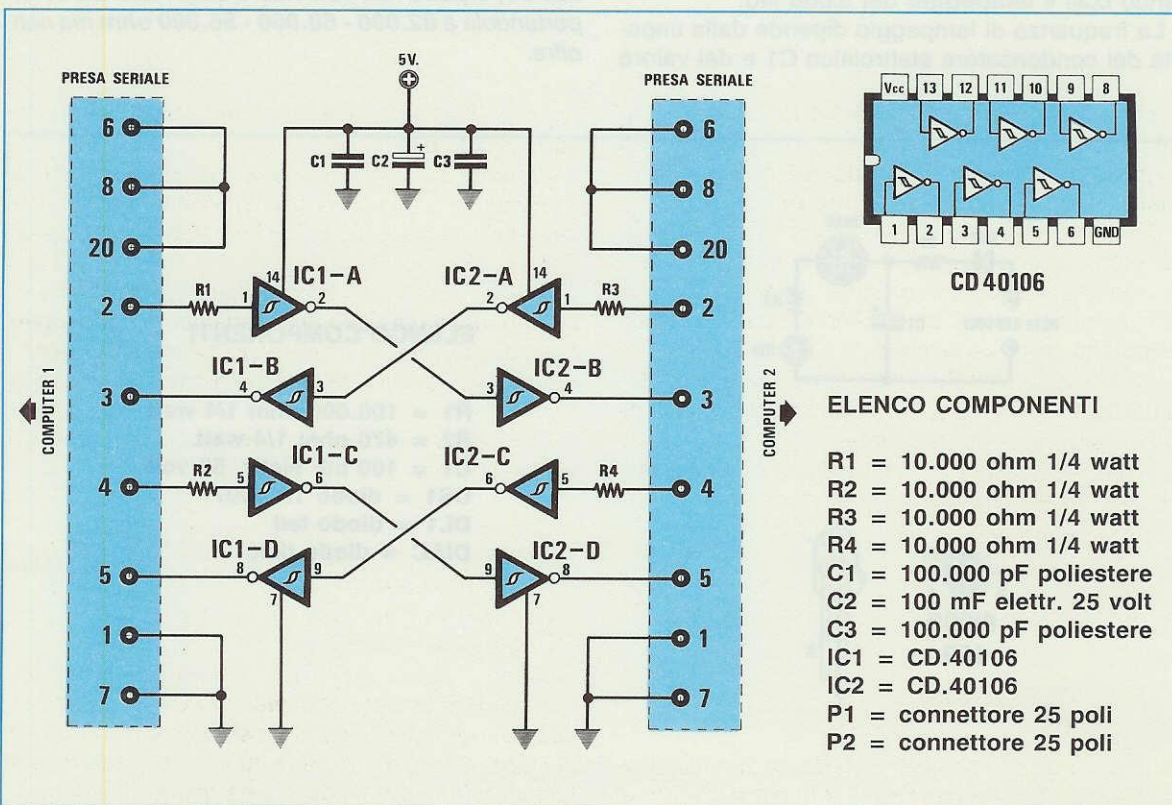 5V.
PRESA SERIALE
PRESA SERIALE
6
8
20
2
3
4
5
1
7
COMPUTER 1
C1
C2
+
C3
14
IC1-A
R1
1
2
IC2-A
14
2
1
R3
IC1-B
4
3
IC2-B
3
4
IC1-C
R2
5
6
IC2-C
6
5
R4
IC1-D
8
9
7
IC2-D
9
8
7
6
8
20
2
3
4
5
1
7
COMPUTER 2
Vcc 13 12 11 10 9 8
1 2 3 4 5 6 GND
CD 40106
ELENCO COMPONENTI
R1 = 10.000 ohm 1/4 watt
R2 = 10.000 ohm 1/4 watt
R3 = 10.000 ohm 1/4 watt
R4 = 10.000 ohm 1/4 watt
C1 = 100.000 pF poliestere
C2 = 100 mF elettr. 25 volt
C3 = 100.000 pF poliestere
IC1 = CD.40106
IC2 = CD.40106
P1 = connettore 25 poli
P2 = connettore 25 poli